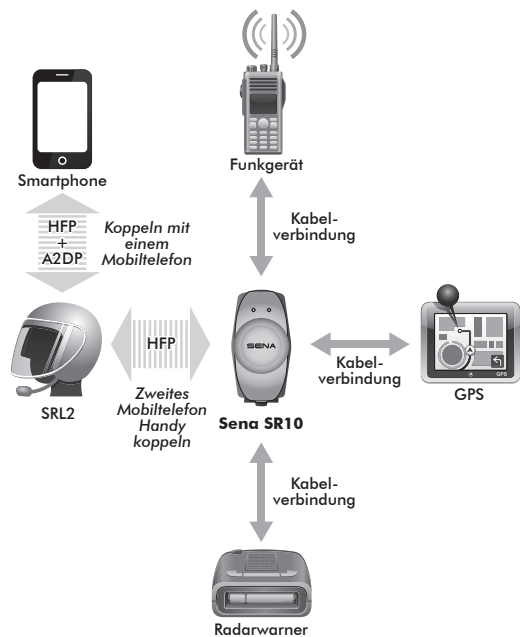 Smartphone
Funkgerät
HFP
+
A2DP
Koppeln mit
einem
Mobiltelefon
Kabel-
verbindung
SRL2
HFP
Zweites
Mobiltelefon
Handy
koppeln
SENA
Sena SR10
Kabel-
verbindung
GPS
GPS
Kabel-
verbindung
Radarwarner